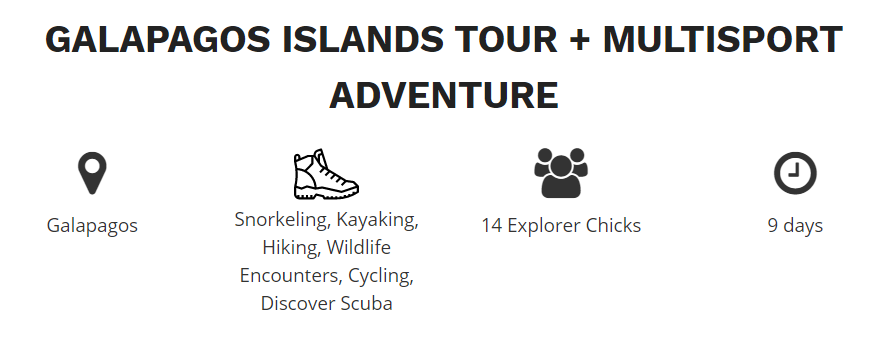 GALAPAGOS ISLANDS TOUR + MULTISPORT
ADVENTURE
Galapagos
Snorkeling, Kayaking,
Hiking, Wildlife
Encounters, Cycling,
Discover Scuba
14 Explorer Chicks
9 days